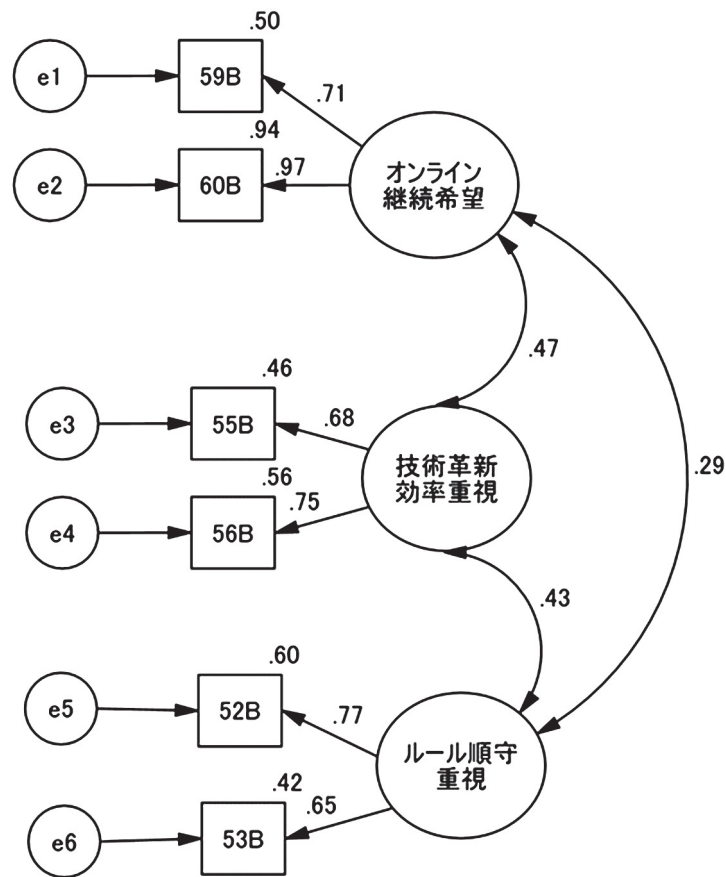 .50
e1
59B
.71
.94
e2
60B
.97
オンライン
継続希望
.47
.46
e3
55B
.68
.56
e4
56B
.75
技術革新
効率重視
.29
.43
.60
e5
52B
.77
.42
e6
53B
.65
ルール順守
重視